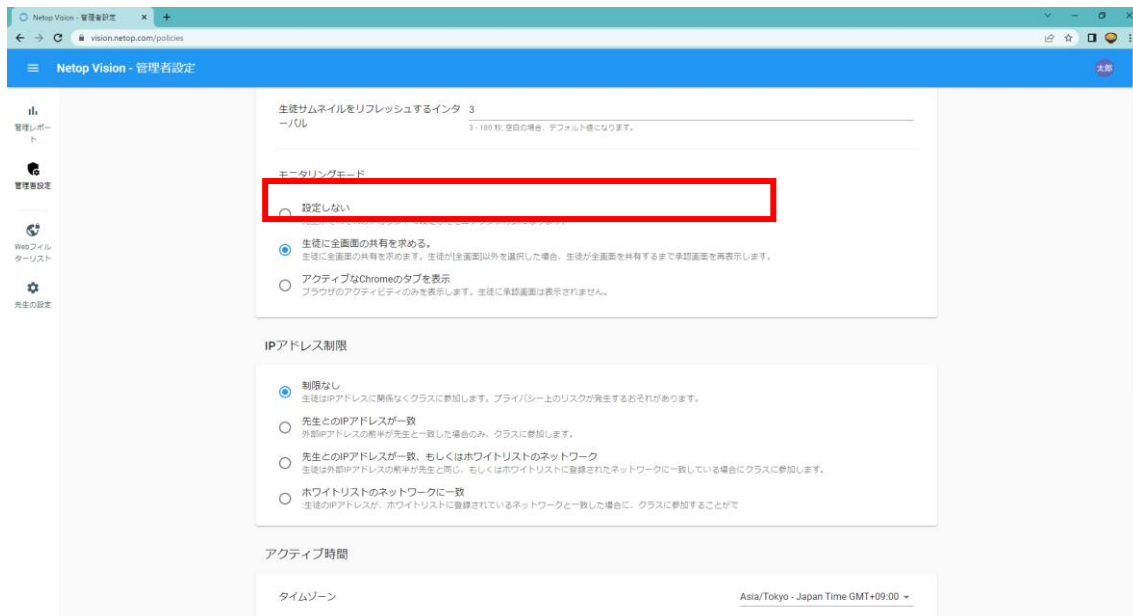 Netop Vision - 管理者設定
vision.netop.com/policies
Netop Vision - 管理者設定
太郎
管理レポー
ト
管理者設定
Webフィル
ターリスト
先生の設定
生徒サムネイルをリフレッシュするインタ
ーバル
3
3 - 180 秒; 空白の場合、デフォルト値になります。
モニタリングモード
設定しない
生徒に全画面の共有を求める。
生徒に全画面の共有を求めます。生徒が[全画面]以外を選択した場合、生徒が全画面を共有するまで承認画面を再表示します。
アクティブなChromeのタブを表示
ブラウザのアクティビティのみを表示します。生徒に承認画面は表示されません。
IPアドレス制限
制限なし
生徒はIPアドレスに関係なくクラスに参加します。プライバシー上のリスクが発生するおそれがあります。
先生とのIPアドレスが一致
外部IPアドレスの前半が先生と一致した場合のみ、クラスに参加します。
先生とのIPアドレスが一致、もしくはホワイトリストのネットワーク
生徒は外部IPアドレスの前半が先生と同じ、もしくはホワイトリストに登録されたネットワークに一致している場合にクラスに参加します。
ホワイトリストのネットワークに一致
生徒のIPアドレスが、ホワイトリストに登録されているネットワークと一致した場合に、クラスに参加することがで
アクティブ時間
タイムゾーン
Asia/Tokyo - Japan Time GMT+09:00